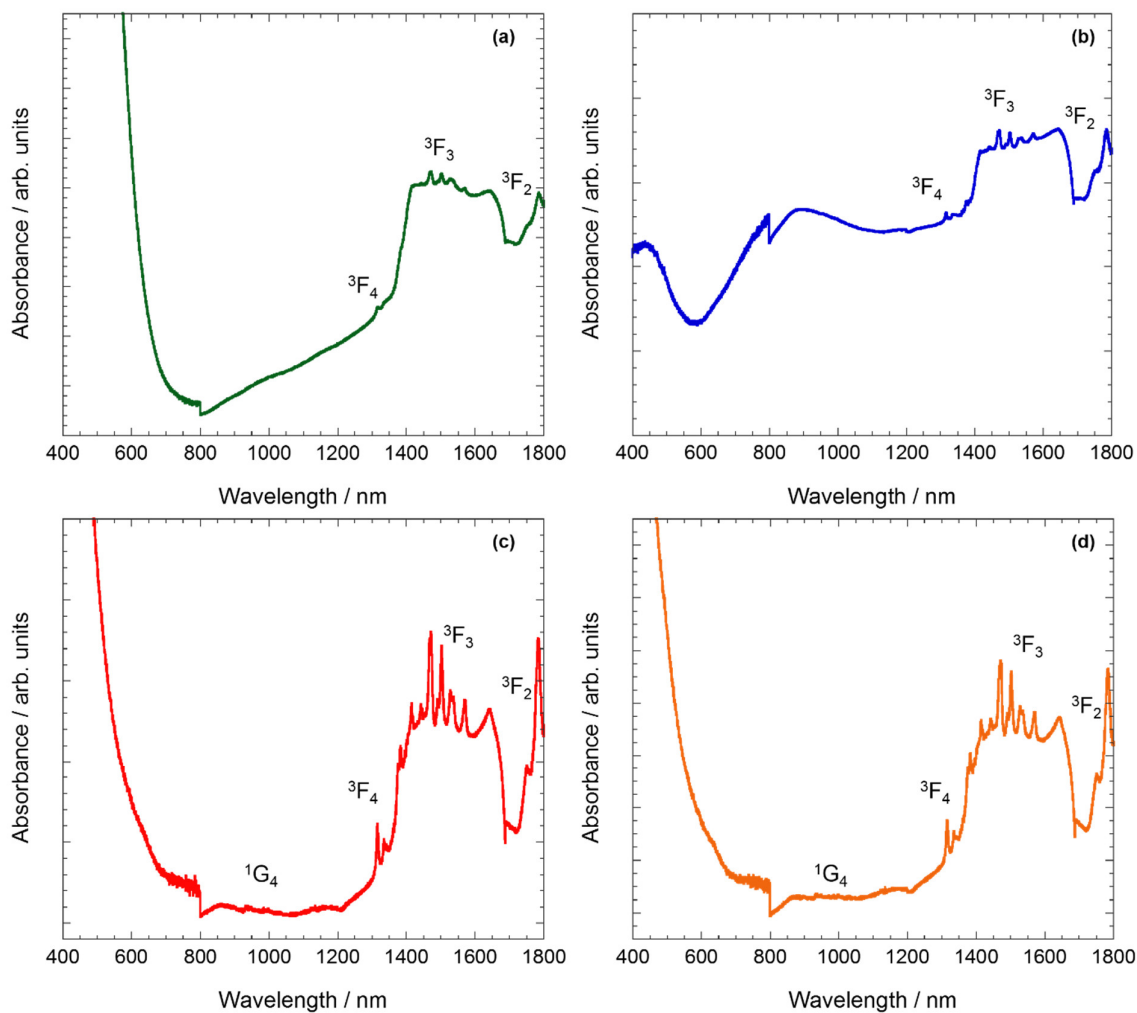 (a)
Absorbance / arb. units
³F₃
³F₂
³F₄
400 600 800 1000 1200 1400 1600 1800
Wavelength / nm
(b)
Absorbance / arb. units
³F₃
³F₂
³F₄
400 600 800 1000 1200 1400 1600 1800
Wavelength / nm
(c)
Absorbance / arb. units
³F₃
³F₂
³F₄
¹G₄
400 600 800 1000 1200 1400 1600 1800
Wavelength / nm
(d)
Absorbance / arb. units
³F₃
³F₂
³F₄
¹G₄
400 600 800 1000 1200 1400 1600 1800
Wavelength / nm